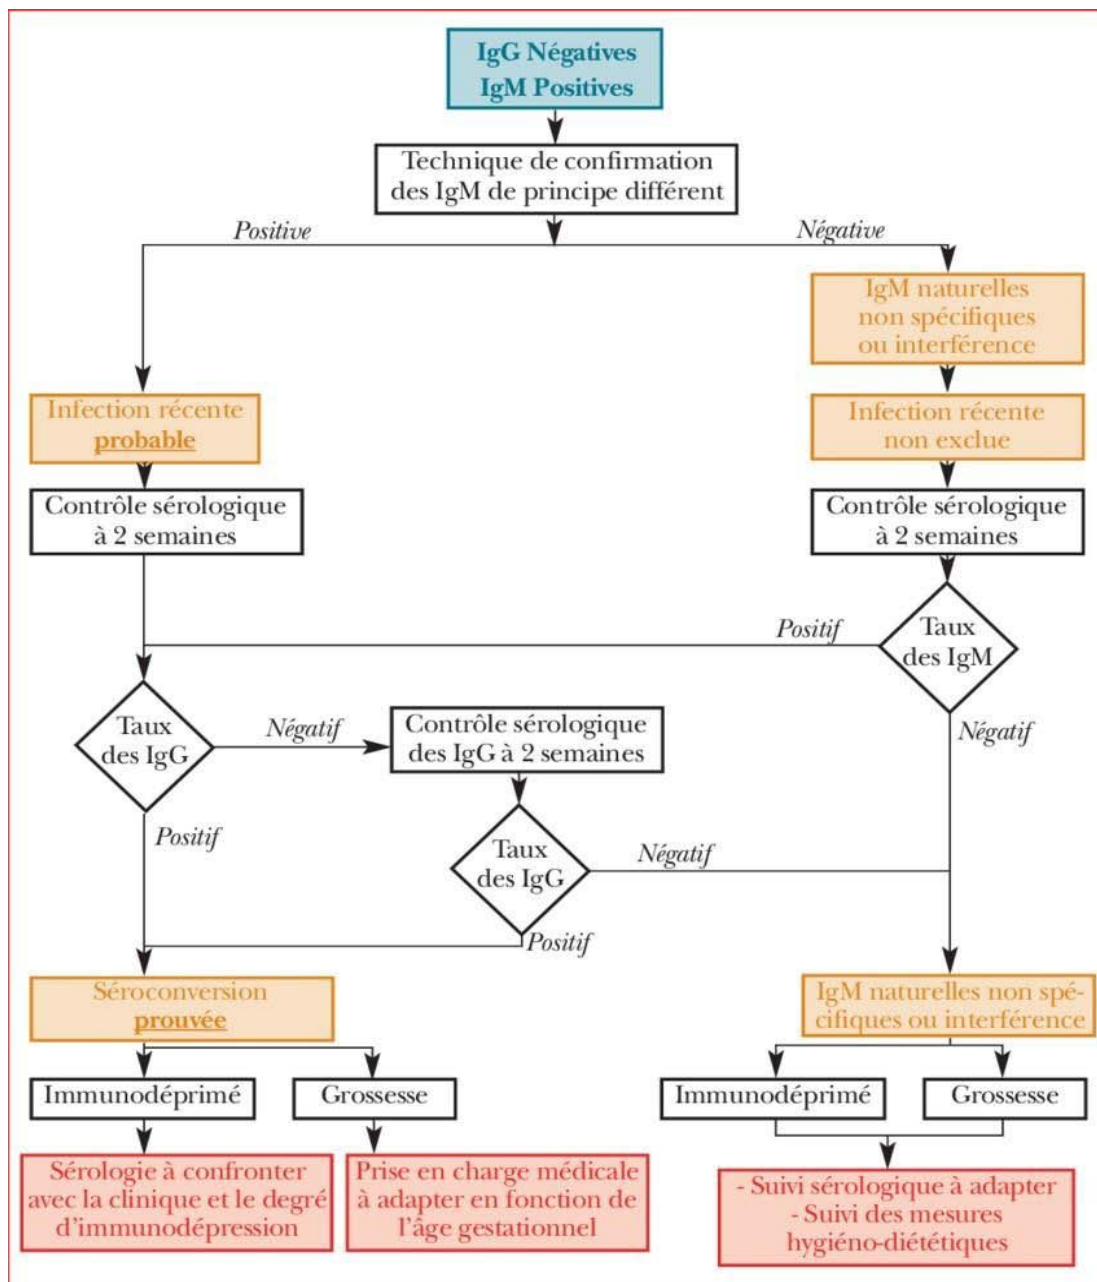 IgG Négatives
IgM Positives
Technique de confirmation
des IgM de principe différent
Positive
Négative
IgM naturelles
non spécifiques
ou interférence
Infection récente
probable
Infection récente
non exclue
Contrôle sérologique
à 2 semaines
Contrôle sérologique
à 2 semaines
Positif
Taux
des IgM
Taux
des IgG
Négatif
Contrôle sérologique
des IgG à 2 semaines
Négatif
Positif
Taux
des IgG
Négatif
Positif
Séroconversion
prouvée
IgM naturelles non spé-
cifiques ou interférence
Immunodéprimé
Grossesse
Immunodéprimé
Grossesse
Sérologie à confronter
avec la clinique et le degré
d'immunodépression
Prise en charge médicale
à adapter en fonction de
l'âge gestationnel
- Suivi sérologique à adapter
- Suivi des mesures
hygiéno-diététiques